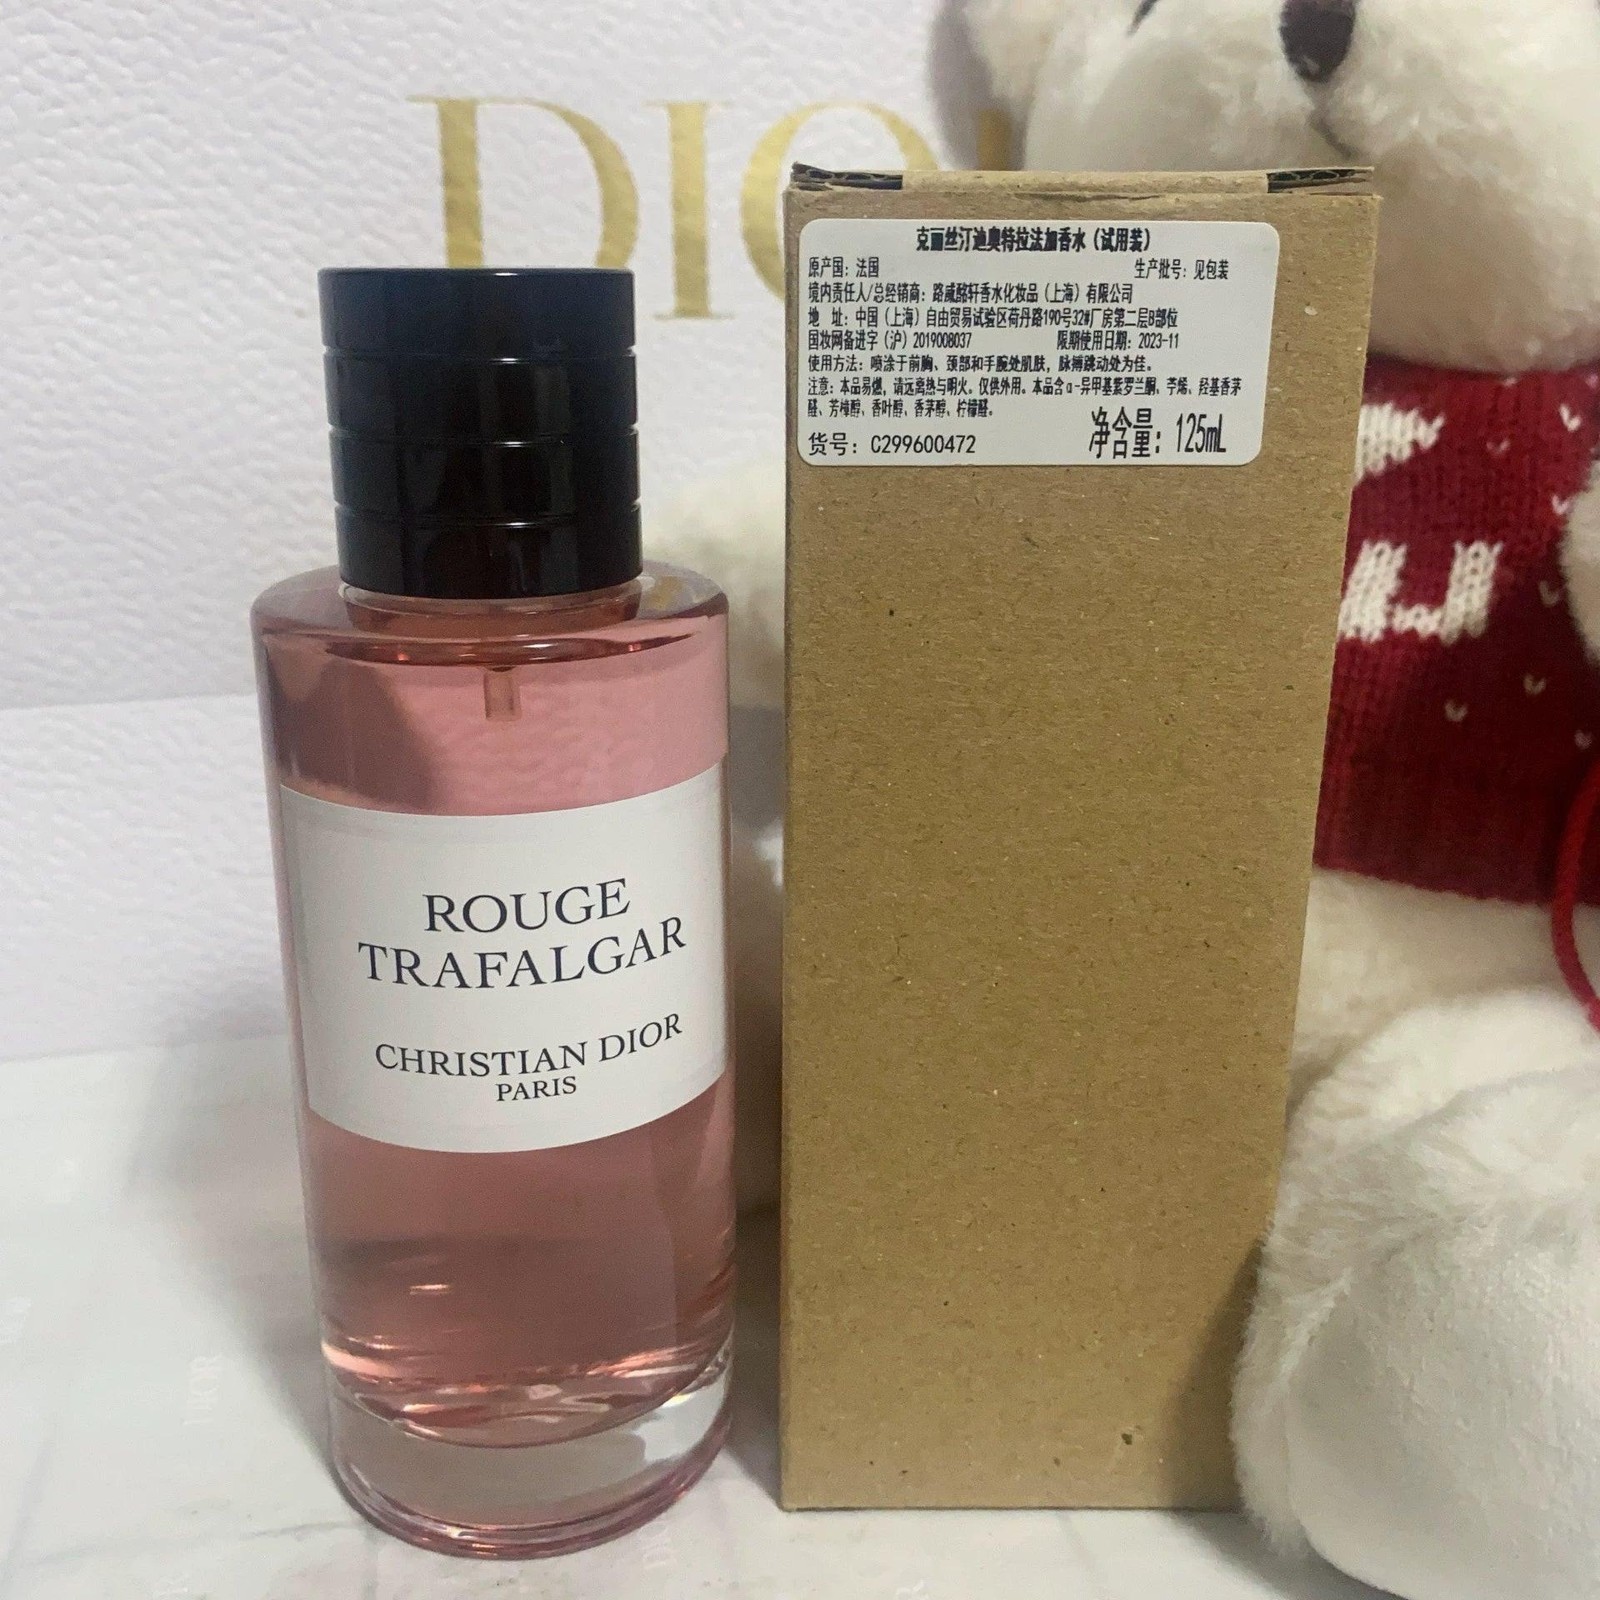 DIOR
克丽丝汀迪奥特拉法加香水（试用装）
原产国：法国 生产批号：见包装
境内责任人/总经销商：路威酩轩香水化妆品（上海）有限公司
地 址：中国（上海）自由贸易试验区荷丹路190号32#厂房第二层B部位
国妆网备进字（沪）2019008037 限期使用日期：2023-11
使用方法：喷涂于前胸、颈部和手腕处肌肤，脉搏跳动处为佳。
注意：本品易燃，请远离热与明火。仅供外用。本品含α-异甲基紫罗兰酮、苧烯、羟基香茅
醛、芳樟醇、香叶醇、香茅醇、柠檬醛。
货号：C299600472 净含量：125mL
ROUGE
TRAFALGAR
CHRISTIAN DIOR
PARIS
DIOR